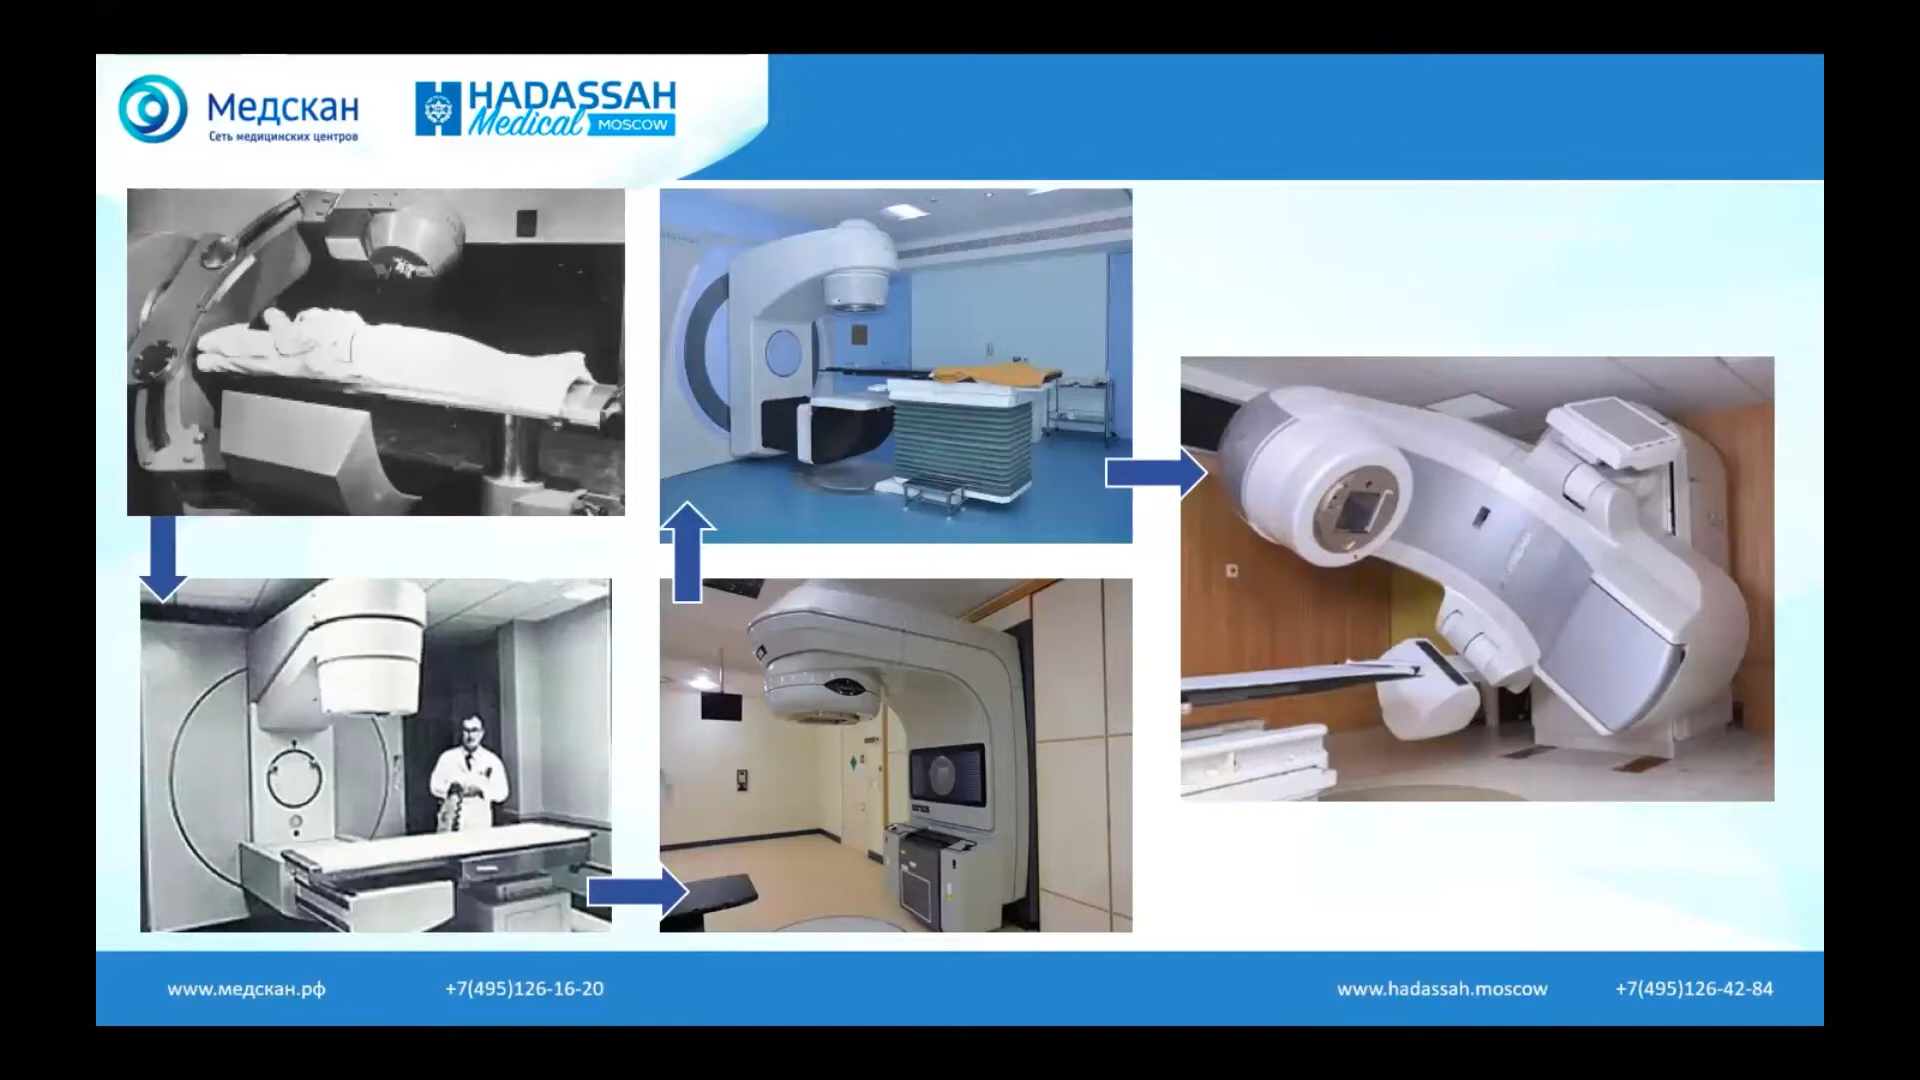 Медскан
Сеть медицинских центров
HADASSAH
Medical MOSCOW
www.медскан.рф
+7(495)126-16-20
www.hadassah.moscow
+7(495)126-42-84